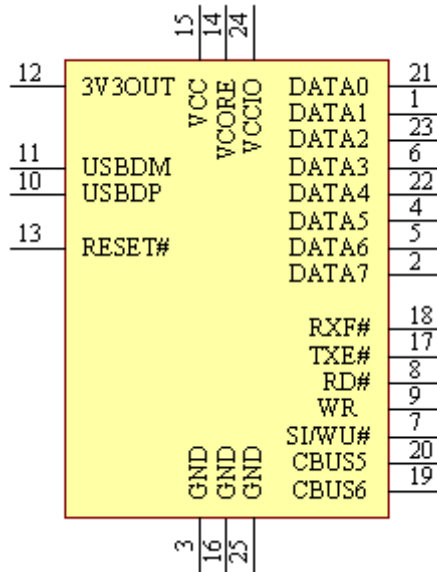 15 14 24
VCC VCORE VCCIO
12 3V3OUT DATA0 21
DATA1 1
DATA2 23
11 USBDM DATA3 6
10 USBDP DATA4 22
DATA5 4
13 RESET# DATA6 5
DATA7 2
RXF# 18
TXE# 17
RD# 8
WR 9
SI/WU# 7
CBUS5 20
CBUS6 19
GND GND GND
3 16 25